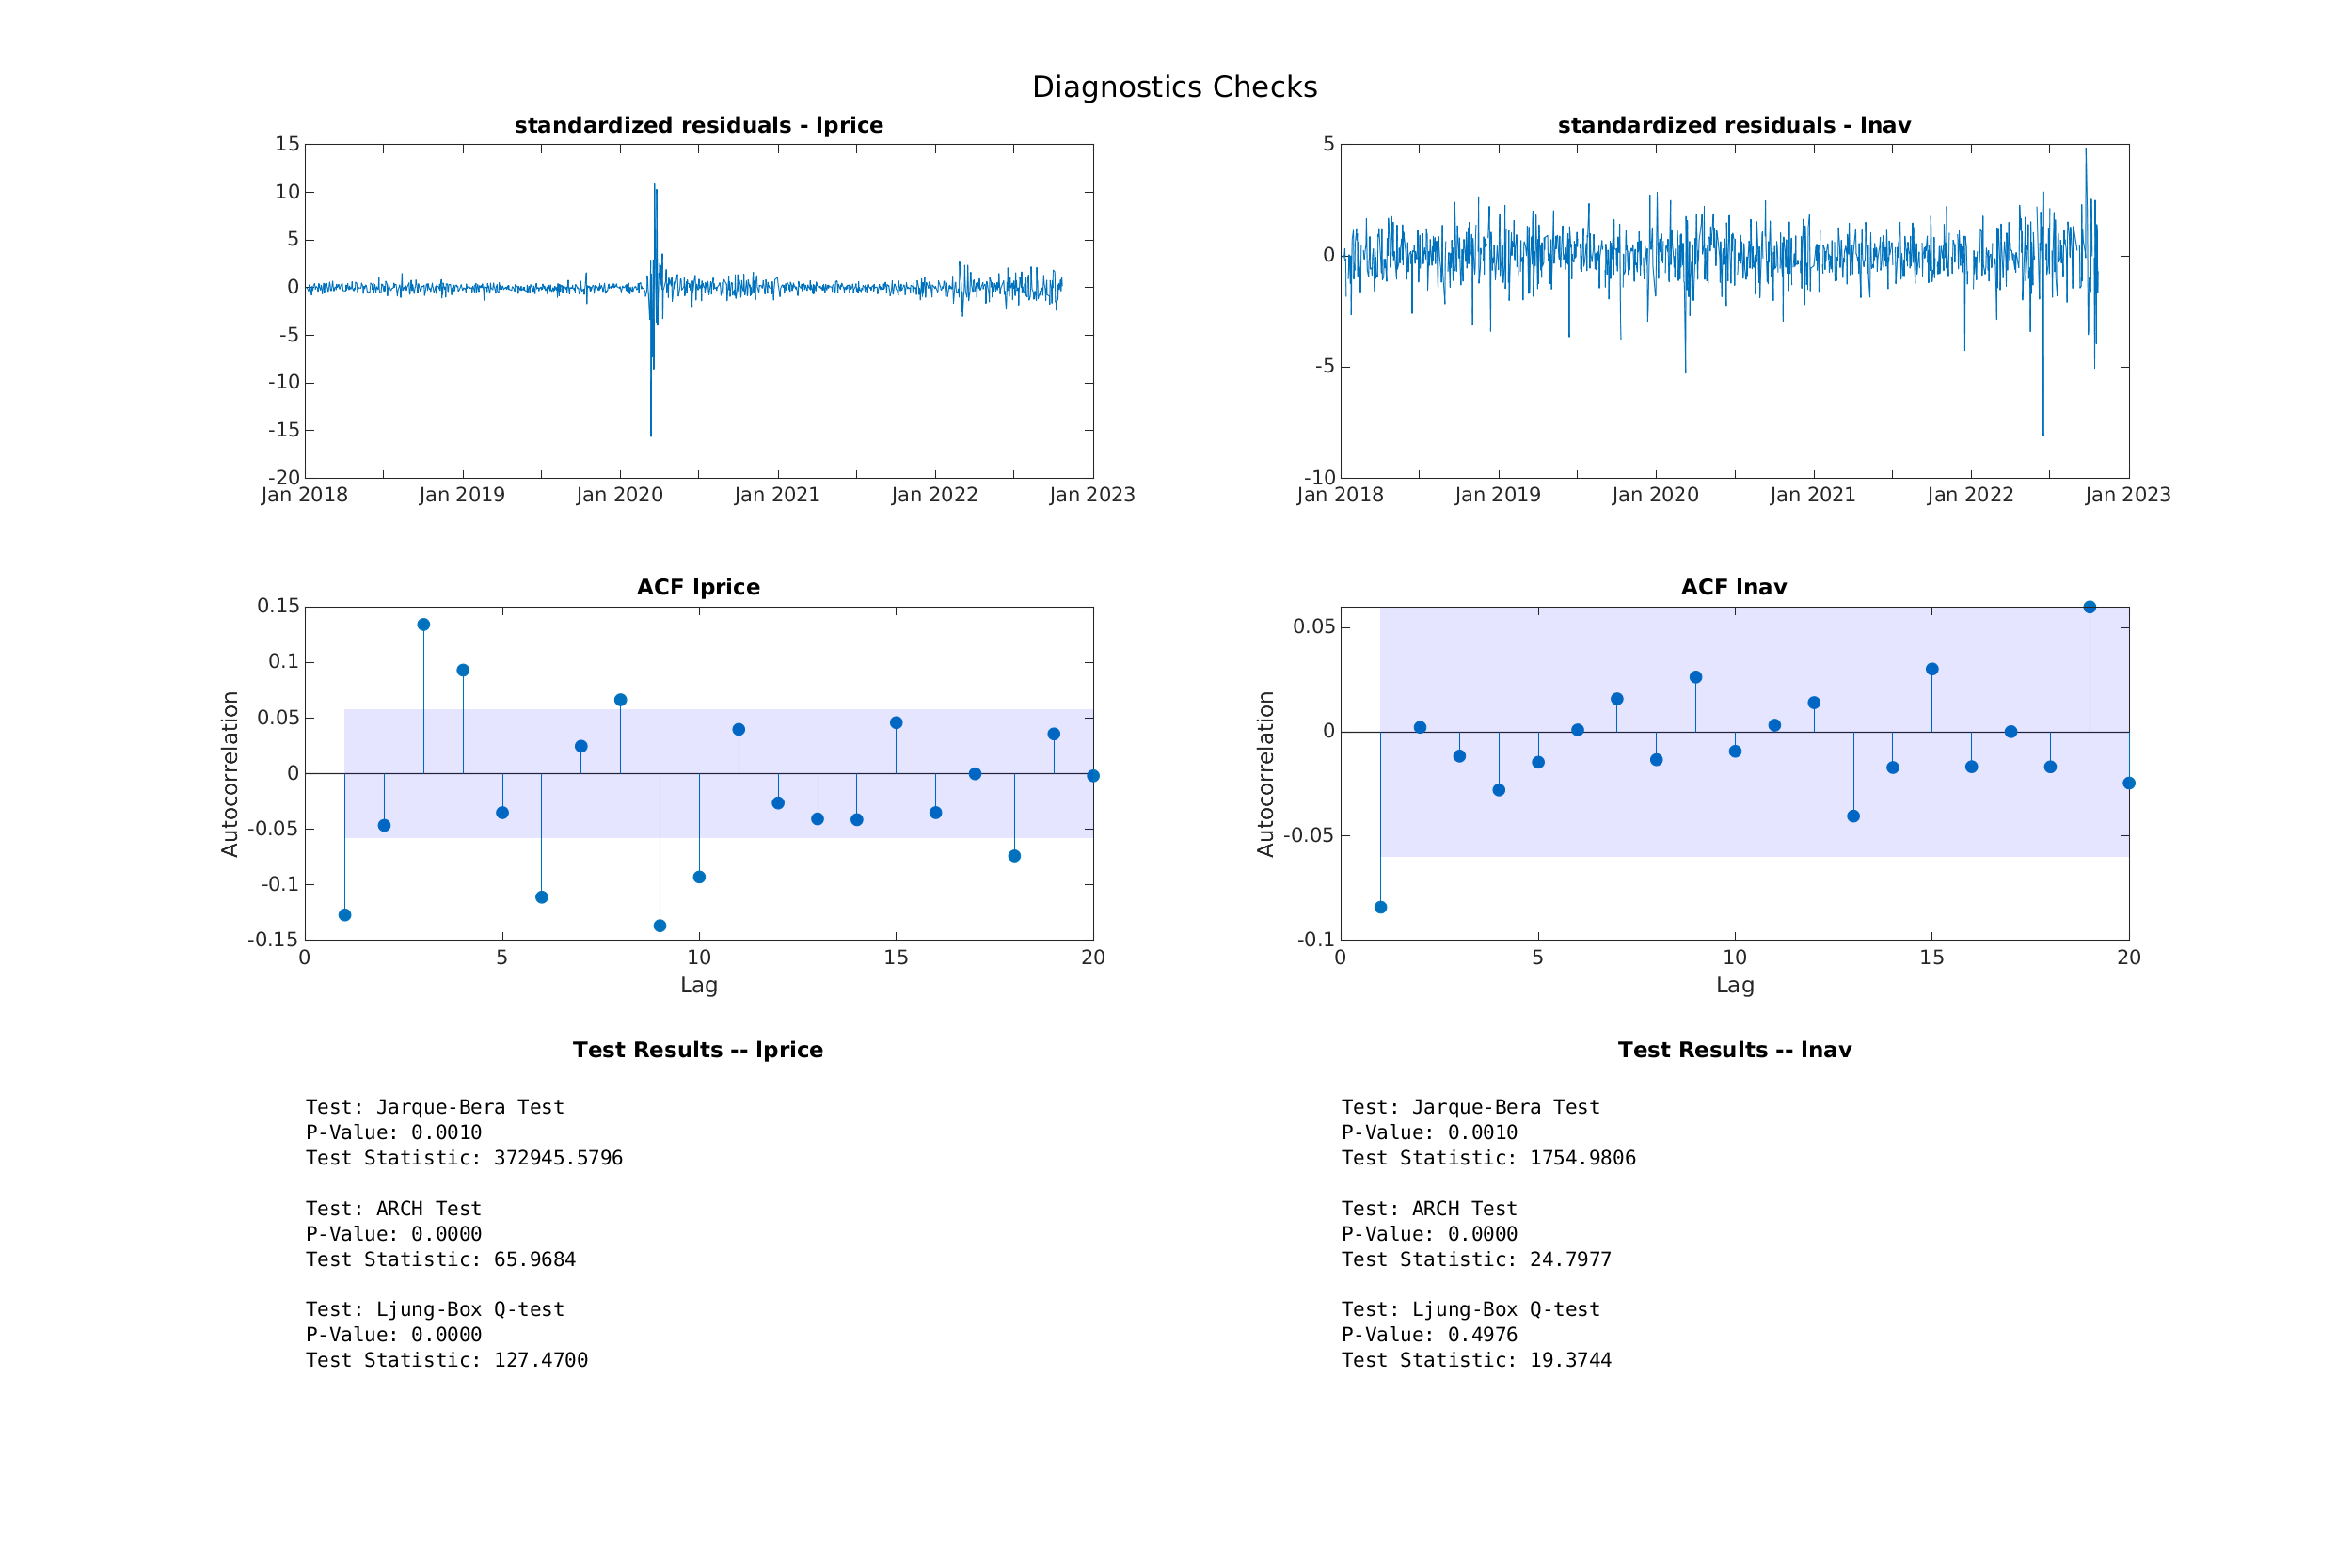 Diagnostics Checks
standardized residuals - lprice
15
10
5
0
-5
-10
-15
-20
Jan 2018 Jan 2019 Jan 2020 Jan 2021 Jan 2022 Jan 2023
standardized residuals - lnav
5
0
-5
-10
Jan 2018 Jan 2019 Jan 2020 Jan 2021 Jan 2022 Jan 2023
ACF lprice
Autocorrelation
0.15
0.1
0.05
0
-0.05
-0.1
-0.15
0 5 10 15 20
Lag
ACF lnav
Autocorrelation
0.05
0
-0.05
-0.1
0 5 10 15 20
Lag
Test Results -- lprice
Test: Jarque-Bera Test
P-Value: 0.0010
Test Statistic: 372945.5796
Test: ARCH Test
P-Value: 0.0000
Test Statistic: 65.9684
Test: Ljung-Box Q-test
P-Value: 0.0000
Test Statistic: 127.4700
Test Results -- lnav
Test: Jarque-Bera Test
P-Value: 0.0010
Test Statistic: 1754.9806
Test: ARCH Test
P-Value: 0.0000
Test Statistic: 24.7977
Test: Ljung-Box Q-test
P-Value: 0.4976
Test Statistic: 19.3744